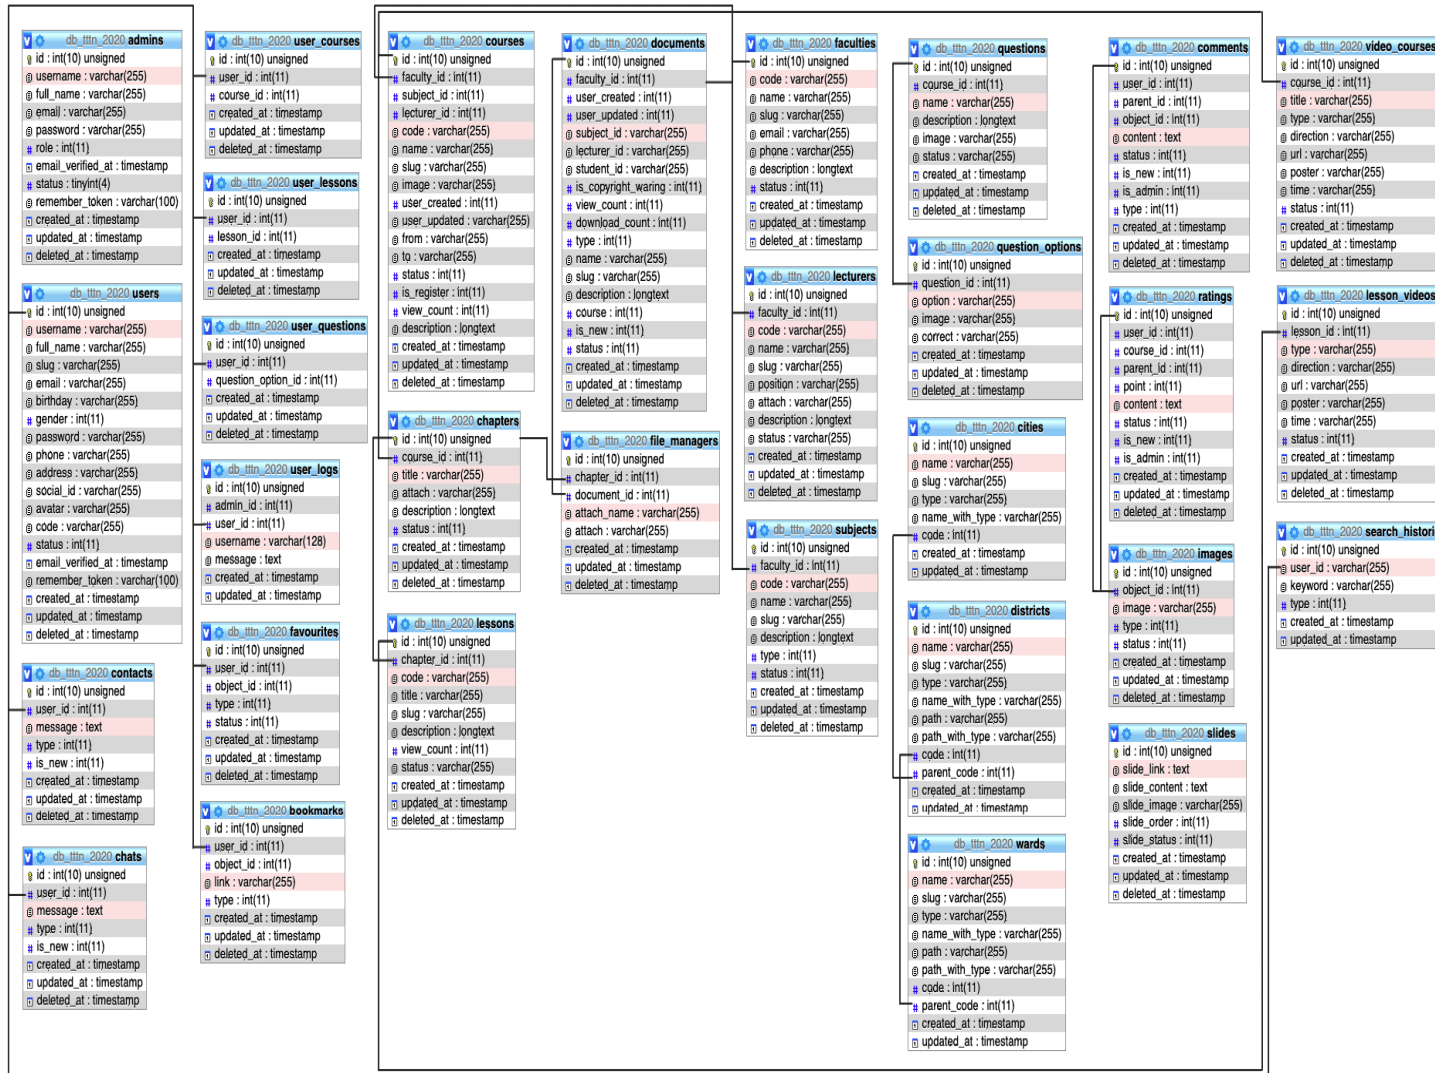 db_tttn_2020 admins
id : int(10) unsigned
username : varchar(255)
full_name : varchar(255)
email : varchar(255)
password : varchar(255)
role : int(11)
email_verified_at : timestamp
status : tinyint(4)
remember_token : varchar(100)
created_at : timestamp
updated_at : timestamp
deleted_at : timestamp
db_tttn_2020 users
id : int(10) unsigned
username : varchar(255)
full_name : varchar(255)
slug : varchar(255)
email : varchar(255)
birthday : varchar(255)
gender : int(11)
password : varchar(255)
phone : varchar(255)
address : varchar(255)
social_id : varchar(255)
avatar : varchar(255)
code : varchar(255)
status : int(11)
email_verified_at : timestamp
remember_token : varchar(100)
created_at : timestamp
updated_at : timestamp
deleted_at : timestamp
db_tttn_2020 contacts
id : int(10) unsigned
user_id : int(11)
message : text
type : int(11)
is_new : int(11)
created_at : timestamp
updated_at : timestamp
deleted_at : timestamp
db_tttn_2020 chats
id : int(10) unsigned
user_id : int(11)
message : text
type : int(11)
is_new : int(11)
created_at : timestamp
updated_at : timestamp
deleted_at : timestamp
db_tttn_2020 user_courses
id : int(10) unsigned
user_id : int(11)
course_id : int(11)
created_at : timestamp
updated_at : timestamp
deleted_at : timestamp
db_tttn_2020 user_lessons
id : int(10) unsigned
user_id : int(11)
lesson_id : int(11)
created_at : timestamp
updated_at : timestamp
deleted_at : timestamp
db_tttn_2020 user_questions
id : int(10) unsigned
user_id : int(11)
question_option_id : int(11)
created_at : timestamp
updated_at : timestamp
deleted_at : timestamp
db_tttn_2020 user_logs
id : int(10) unsigned
admin_id : int(11)
user_id : int(11)
username : varchar(128)
message : text
created_at : timestamp
updated_at : timestamp
db_tttn_2020 favourites
id : int(10) unsigned
user_id : int(11)
object_id : int(11)
type : int(11)
status : int(11)
created_at : timestamp
updated_at : timestamp
deleted_at : timestamp
db_tttn_2020 bookmarks
id : int(10) unsigned
user_id : int(11)
object_id : int(11)
link : varchar(255)
type : int(11)
created_at : timestamp
updated_at : timestamp
deleted_at : timestamp
db_tttn_2020 courses
id : int(10) unsigned
faculty_id : int(11)
subject_id : int(11)
lecturer_id : int(11)
code : varchar(255)
name : varchar(255)
slug : varchar(255)
image : varchar(255)
user_created : int(11)
user_updated : varchar(255)
from : varchar(255)
to : varchar(255)
status : int(11)
is_register : int(11)
view_count : int(11)
description : longtext
created_at : timestamp
updated_at : timestamp
deleted_at : timestamp
db_tttn_2020 chapters
id : int(10) unsigned
course_id : int(11)
title : varchar(255)
attach : varchar(255)
description : longtext
status : int(11)
created_at : timestamp
updated_at : timestamp
deleted_at : timestamp
db_tttn_2020 lessons
id : int(10) unsigned
chapter_id : int(11)
code : varchar(255)
title : varchar(255)
slug : varchar(255)
description : longtext
view_count : int(11)
status : varchar(255)
created_at : timestamp
updated_at : timestamp
deleted_at : timestamp
db_tttn_2020 documents
id : int(10) unsigned
faculty_id : int(11)
user_created : int(11)
user_updated : int(11)
subject_id : varchar(255)
lecturer_id : varchar(255)
student_id : varchar(255)
is_copyright_waring : int(11)
view_count : int(11)
download_count : int(11)
type : int(11)
name : varchar(255)
slug : varchar(255)
description : longtext
course : int(11)
is_new : int(11)
status : int(11)
created_at : timestamp
updated_at : timestamp
deleted_at : timestamp
db_tttn_2020 file_managers
id : int(10) unsigned
chapter_id : int(11)
document_id : int(11)
attach_name : varchar(255)
attach : varchar(255)
created_at : timestamp
updated_at : timestamp
deleted_at : timestamp
db_tttn_2020 faculties
id : int(10) unsigned
code : varchar(255)
name : varchar(255)
slug : varchar(255)
email : varchar(255)
phone : varchar(255)
description : longtext
status : int(11)
created_at : timestamp
updated_at : timestamp
deleted_at : timestamp
db_tttn_2020 lecturers
id : int(10) unsigned
faculty_id : int(11)
code : varchar(255)
name : varchar(255)
slug : varchar(255)
position : varchar(255)
attach : varchar(255)
description : longtext
status : varchar(255)
created_at : timestamp
updated_at : timestamp
deleted_at : timestamp
db_tttn_2020 subjects
id : int(10) unsigned
faculty_id : int(11)
code : varchar(255)
name : varchar(255)
slug : varchar(255)
description : longtext
type : int(11)
status : int(11)
created_at : timestamp
updated_at : timestamp
deleted_at : timestamp
db_tttn_2020 questions
id : int(10) unsigned
course_id : int(11)
name : varchar(255)
description : longtext
image : varchar(255)
status : varchar(255)
created_at : timestamp
updated_at : timestamp
deleted_at : timestamp
db_tttn_2020 question_options
id : int(10) unsigned
question_id : int(11)
option : varchar(255)
image : varchar(255)
correct : varchar(255)
created_at : timestamp
updated_at : timestamp
deleted_at : timestamp
db_tttn_2020 cities
id : int(10) unsigned
name : varchar(255)
slug : varchar(255)
type : varchar(255)
name_with_type : varchar(255)
code : int(11)
created_at : timestamp
updated_at : timestamp
db_tttn_2020 districts
id : int(10) unsigned
name : varchar(255)
slug : varchar(255)
type : varchar(255)
name_with_type : varchar(255)
path : varchar(255)
path_with_type : varchar(255)
code : int(11)
parent_code : int(11)
created_at : timestamp
updated_at : timestamp
db_tttn_2020 wards
id : int(10) unsigned
name : varchar(255)
slug : varchar(255)
type : varchar(255)
name_with_type : varchar(255)
path : varchar(255)
path_with_type : varchar(255)
code : int(11)
parent_code : int(11)
created_at : timestamp
updated_at : timestamp
db_tttn_2020 comments
id : int(10) unsigned
user_id : int(11)
parent_id : int(11)
object_id : int(11)
content : text
status : int(11)
is_new : int(11)
is_admin : int(11)
type : int(11)
created_at : timestamp
updated_at : timestamp
deleted_at : timestamp
db_tttn_2020 ratings
id : int(10) unsigned
user_id : int(11)
course_id : int(11)
parent_id : int(11)
point : int(11)
content : text
status : int(11)
is_new : int(11)
is_admin : int(11)
created_at : timestamp
updated_at : timestamp
deleted_at : timestamp
db_tttn_2020 images
id : int(10) unsigned
object_id : int(11)
image : varchar(255)
type : int(11)
status : int(11)
created_at : timestamp
updated_at : timestamp
deleted_at : timestamp
db_tttn_2020 slides
id : int(10) unsigned
slide_link : text
slide_content : text
slide_image : varchar(255)
slide_order : int(11)
slide_status : int(11)
created_at : timestamp
updated_at : timestamp
deleted_at : timestamp
db_tttn_2020 video_courses
id : int(10) unsigned
course_id : int(11)
title : varchar(255)
type : varchar(255)
direction : varchar(255)
url : varchar(255)
poster : varchar(255)
time : varchar(255)
status : int(11)
created_at : timestamp
updated_at : timestamp
deleted_at : timestamp
db_tttn_2020 lesson_videos
id : int(10) unsigned
lesson_id : int(11)
type : varchar(255)
direction : varchar(255)
url : varchar(255)
poster : varchar(255)
time : varchar(255)
status : int(11)
created_at : timestamp
updated_at : timestamp
deleted_at : timestamp
db_tttn_2020 search_histori
id : int(10) unsigned
user_id : varchar(255)
keyword : varchar(255)
type : int(11)
created_at : timestamp
updated_at : timestamp